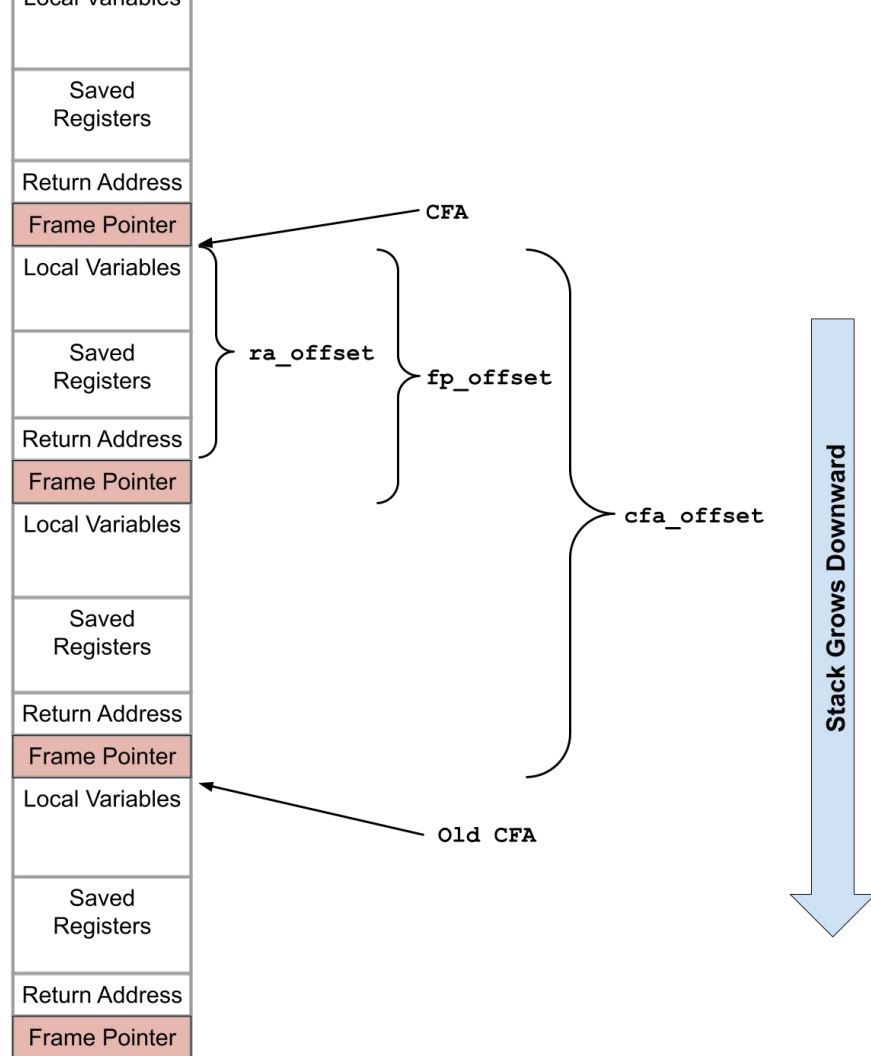 Local Variables
Saved
Registers
Return Address
Frame Pointer
CFA
Local Variables
Saved
Registers
ra_offset
fp_offset
Return Address
Frame Pointer
Local Variables
cfa_offset
Stack Grows Downward
Saved
Registers
Return Address
Frame Pointer
Local Variables
Old CFA
Saved
Registers
Return Address
Frame Pointer